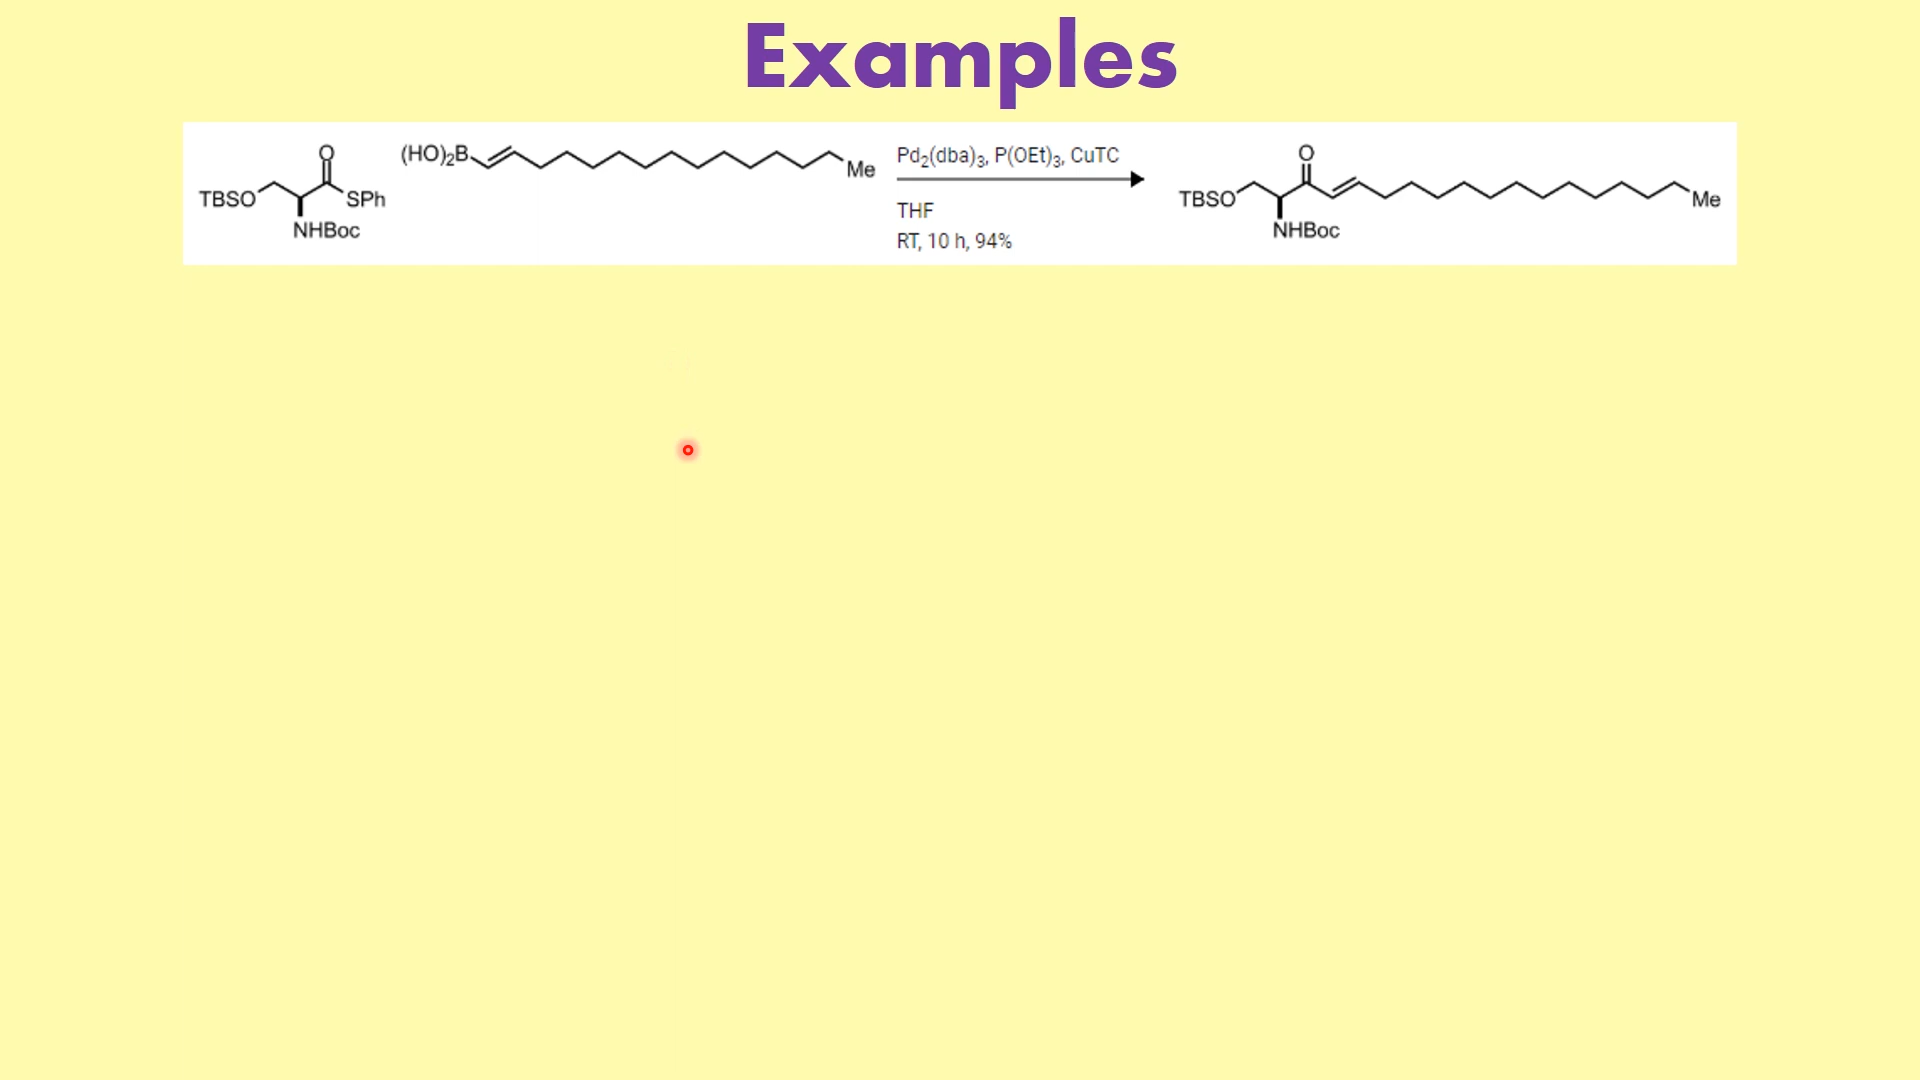 Examples
O
(HO)₂B
Me
TBSO
SPh
NHBoc
Pd₂(dba)₃, P(OEt)₃, CuTC
THF
RT, 10 h, 94%
O
TBSO
Me
NHBoc